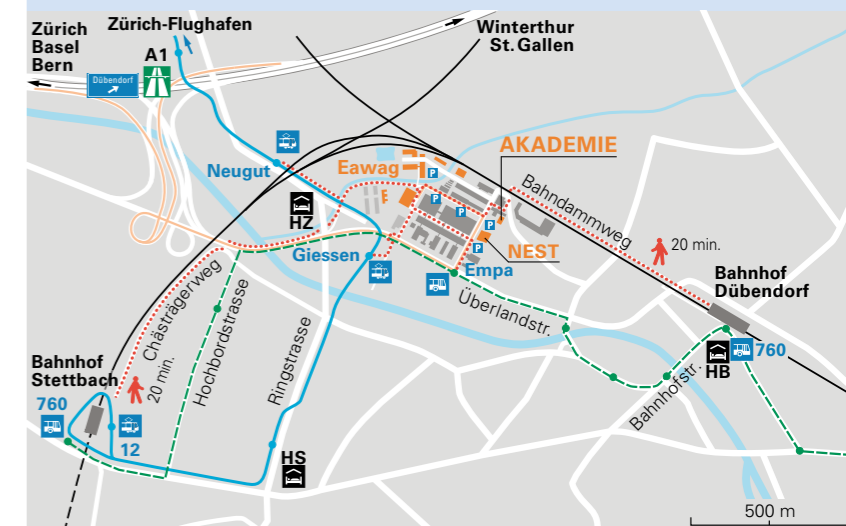 Zürich
Basel
Bern
Zürich-Flughafen
A1
Dübendorf
Winterthur
St. Gallen
Neugut
HZ
Eawag
P
P
P
P
P
P
AKADEMIE
NEST
Bahndammweg
20 min.
Giessen
Empa
Überlandstr.
Bahnhof
Dübendorf
760
HB
Bahnhofstr.
Chästrägerweg
20 min.
Hochbordstrasse
Ringstrasse
Bahnhof
Stettbach
760
12
HS
500 m